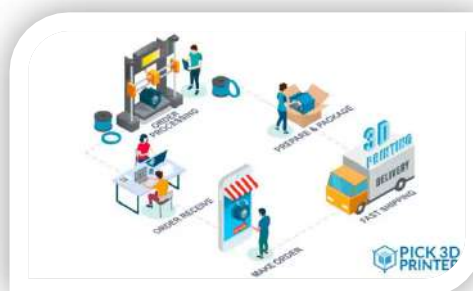 ORDER
PROCESSING
PREPARE & PACKAGE
3D
PRINTING
DELIVERY
FAST SHIPPING
ORDER RECEIVE
MAKE ORDER
PICK 3D
PRINTER